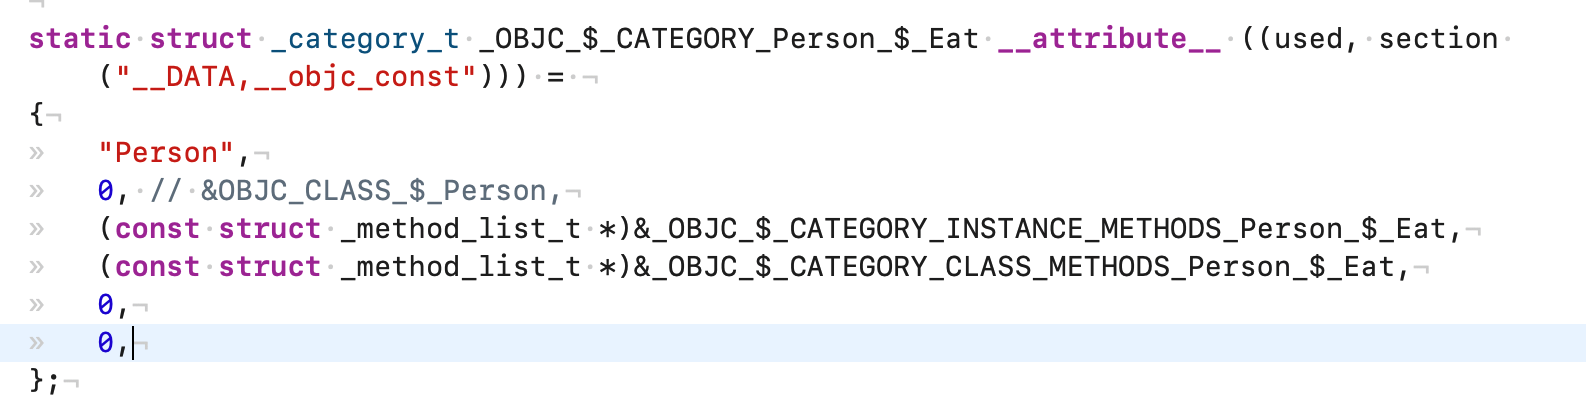 static struct _category_t _OBJC_$_CATEGORY_Person_$_Eat __attribute__ ((used, section
("__DATA,__objc_const"))) =
{
"Person",
0, // &OBJC_CLASS_$_Person,
(const struct _method_list_t *)&_OBJC_$_CATEGORY_INSTANCE_METHODS_Person_$_Eat,
(const struct _method_list_t *)&_OBJC_$_CATEGORY_CLASS_METHODS_Person_$_Eat,
0,
0,
};